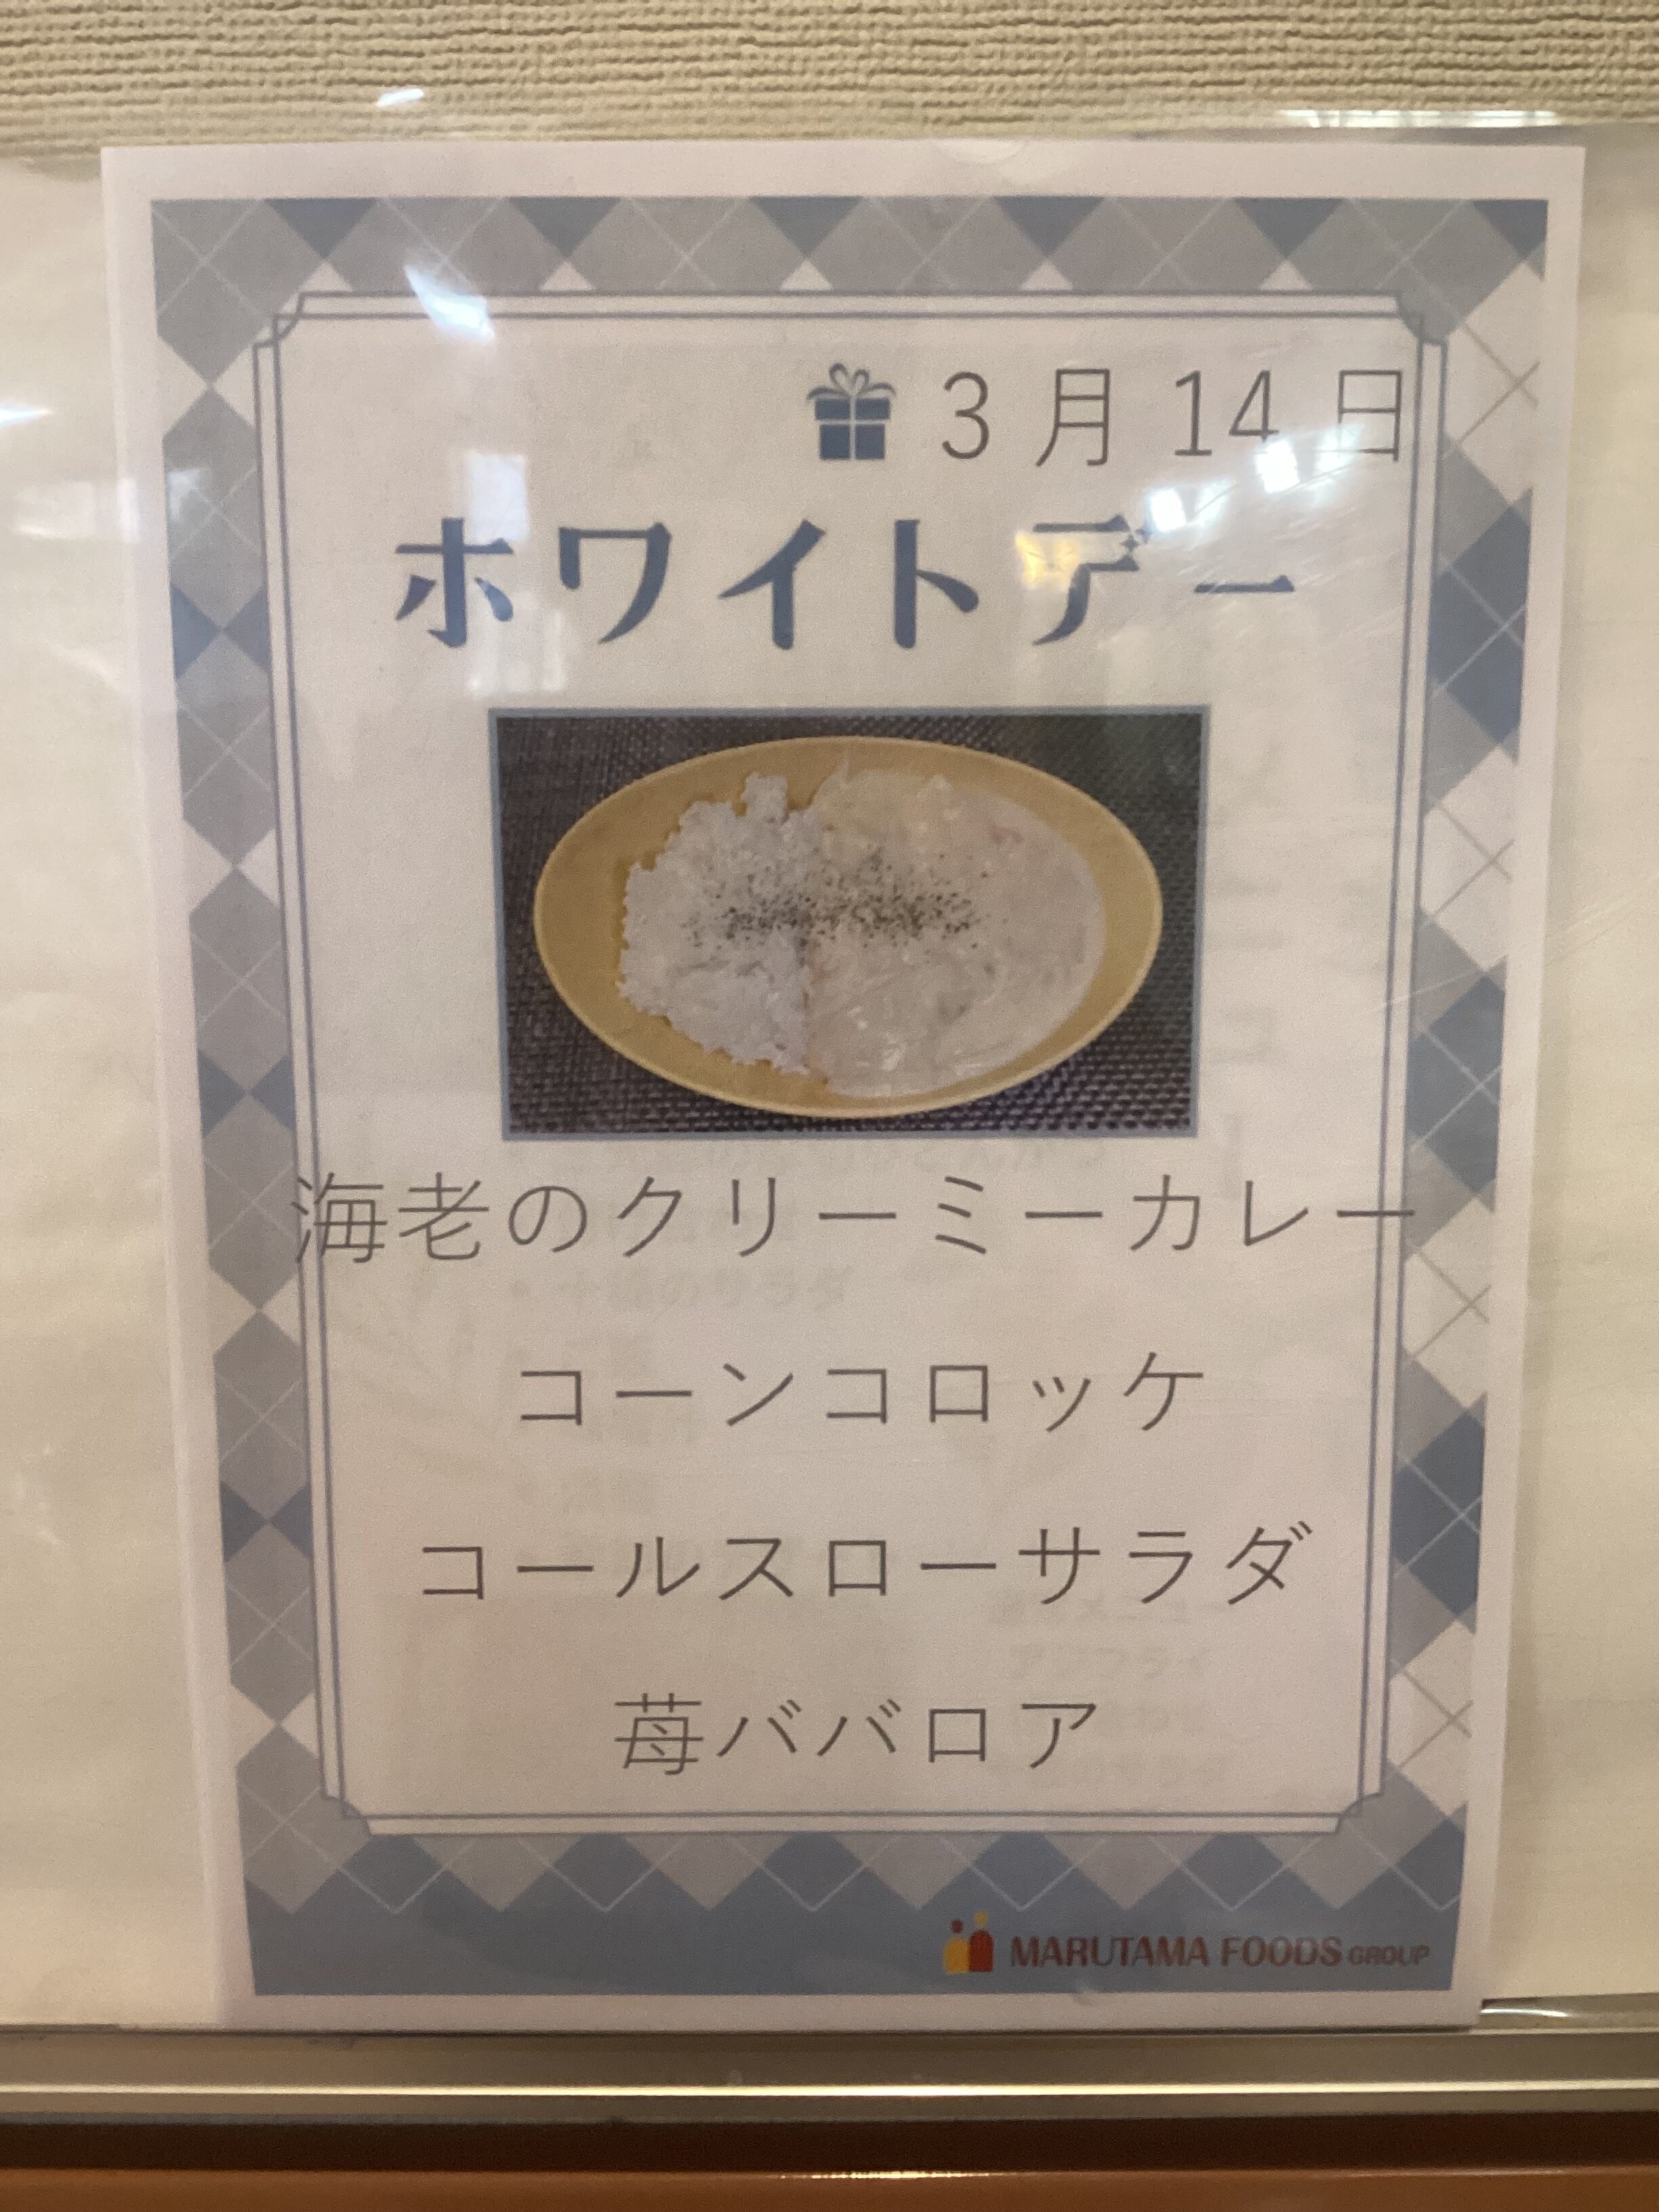 3月14日
ホワイトデー
海老のクリーミーカレー
コーンコロッケ
コールスローサラダ
苺ババロア
MARUTAMA FOODS GROUP